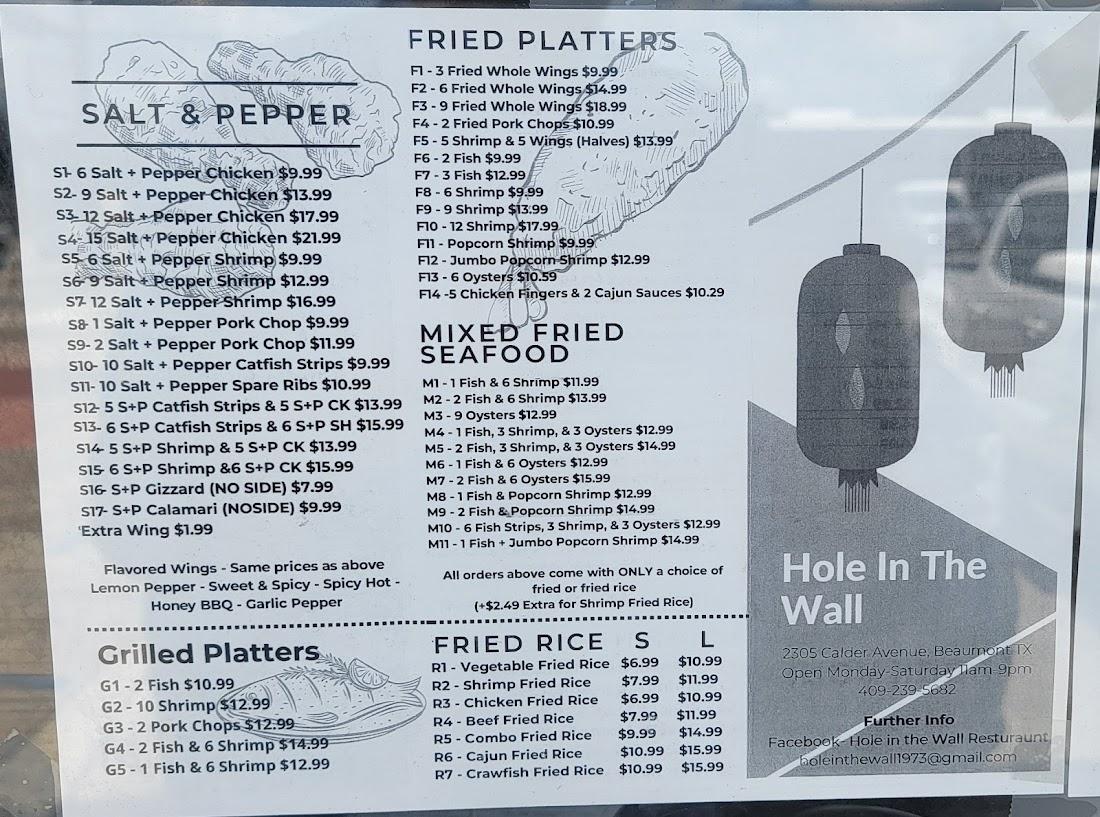 SALT & PEPPER
S1- 6 Salt + Pepper Chicken $9.99
S2- 9 Salt + Pepper Chicken $13.99
S3- 12 Salt + Pepper Chicken $17.99
S4- 15 Salt + Pepper Chicken $21.99
S5- 6 Salt + Pepper Shrimp $9.99
S6- 9 Salt + Pepper Shrimp $12.99
S7- 12 Salt + Pepper Shrimp $16.99
S8- 1 Salt + Pepper Pork Chop $9.99
S9- 2 Salt + Pepper Pork Chop $11.99
S10- 10 Salt + Pepper Catfish Strips $9.99
S11- 10 Salt + Pepper Spare Ribs $10.99
S12- 5 S+P Catfish Strips & 5 S+P CK $13.99
S13- 6 S+P Catfish Strips & 6 S+P SH $15.99
S14- 5 S+P Shrimp & 5 S+P CK $13.99
S15- 6 S+P Shrimp &6 S+P CK $15.99
S16- S+P Gizzard (NO SIDE) $7.99
S17- S+P Calamari (NOSIDE) $9.99
'Extra Wing $1.99
Flavored Wings - Same prices as above
Lemon Pepper - Sweet & Spicy - Spicy Hot -
Honey BBQ - Garlic Pepper
Grilled Platters
G1 - 2 Fish $10.99
G2 - 10 Shrimp $12.99
G3 - 2 Pork Chops $12.99
G4 - 2 Fish & 6 Shrimp $14.99
G5 - 1 Fish & 6 Shrimp $12.99
FRIED PLATTERS
F1 - 3 Fried Whole Wings $9.99
F2 - 6 Fried Whole Wings $14.99
F3 - 9 Fried Whole Wings $18.99
F4 - 2 Fried Pork Chops $10.99
F5 - 5 Shrimp & 5 Wings (Halves) $13.99
F6 - 2 Fish $9.99
F7 - 3 Fish $12.99
F8 - 6 Shrimp $9.99
F9 - 9 Shrimp $13.99
F10 - 12 Shrimp $17.99
F11 - Popcorn Shrimp $9.99
F12 - Jumbo Popcorn Shrimp $12.99
F13 - 6 Oysters $10.59
F14 -5 Chicken Fingers & 2 Cajun Sauces $10.29
MIXED FRIED
SEAFOOD
M1 - 1 Fish & 6 Shrimp $11.99
M2 - 2 Fish & 6 Shrimp $13.99
M3 - 9 Oysters $12.99
M4 - 1 Fish, 3 Shrimp, & 3 Oysters $12.99
M5 - 2 Fish, 3 Shrimp, & 3 Oysters $14.99
M6 - 1 Fish & 6 Oysters $12.99
M7 - 2 Fish & 6 Oysters $15.99
M8 - 1 Fish & Popcorn Shrimp $12.99
M9 - 2 Fish & Popcorn Shrimp $14.99
M10 - 6 Fish Strips, 3 Shrimp, & 3 Oysters $12.99
M11 - 1 Fish + Jumbo Popcorn Shrimp $14.99
All orders above come with ONLY a choice of
fried or fried rice
(+$2.49 Extra for Shrimp Fried Rice)
FRIED RICE S L
R1 - Vegetable Fried Rice $6.99 $10.99
R2 - Shrimp Fried Rice $7.99 $11.99
R3 - Chicken Fried Rice $6.99 $10.99
R4 - Beef Fried Rice $7.99 $11.99
R5 - Combo Fried Rice $9.99 $14.99
R6 - Cajun Fried Rice $10.99 $15.99
R7 - Crawfish Fried Rice $10.99 $15.99
Hole In The
Wall
2305 Calder Avenue, Beaumont TX
Open Monday-Saturday 11am-9pm
409-239-5682
Further Info
Facebook- Hole in the Wall Resturaunt
holeinthewall1973@gmail.com